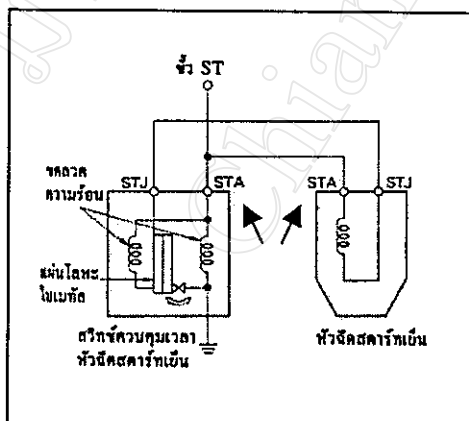 ขั้ว ST
STJ
STA
STA
STJ
ขดลวด
ความร้อน
แผ่นโลหะ
ไบเมทัล
สวิทช์ควบคุมเวลา
หัวฉีดสตาร์ทเย็น
หัวฉีดสตาร์ทเย็น